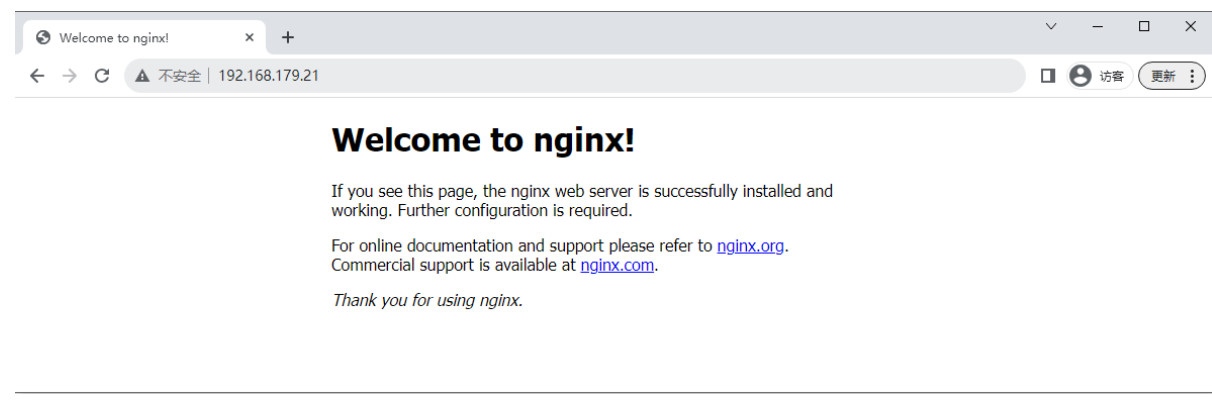 Welcome to nginx!
不安全 | 192.168.179.21
访客
更新
Welcome to nginx!
If you see this page, the nginx web server is successfully installed and
working. Further configuration is required.
For online documentation and support please refer to nginx.org.
Commercial support is available at nginx.com.
Thank you for using nginx.